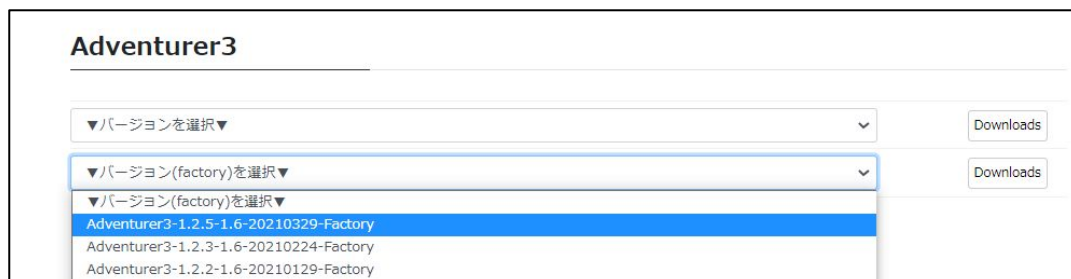 Adventurer3
▼バージョンを選択▼
Downloads
▼バージョン(factory)を選択▼
Downloads
▼バージョン(factory)を選択▼
Adventurer3-1.2.5-1.6-20210329-Factory
Adventurer3-1.2.3-1.6-20210224-Factory
Adventurer3-1.2.2-1.6-20210129-Factory